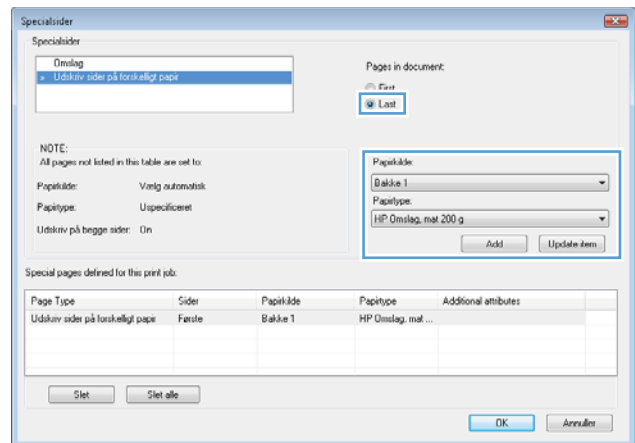 Specialsider
Specialsider
Omslag
» Udskriv sider på forskelligt papir
Pages in document:
First
Last
NOTE:
All pages not listed in this table are set to:
Papirkilde: Vælg automatisk
Papirtype: Uspecificeret
Udskriv på begge sider: On
Papirkilde:
Bakke 1
Papirtype:
HP Omslag, mat 200 g
Add Update item
Special pages defined for this print job:
Page Type Sider Papirkilde Papirtype Additional attributes
Udskriv sider på forskelligt papir Første Bakke 1 HP Omslag, mat ...
Slet Slet alle
OK Annuller